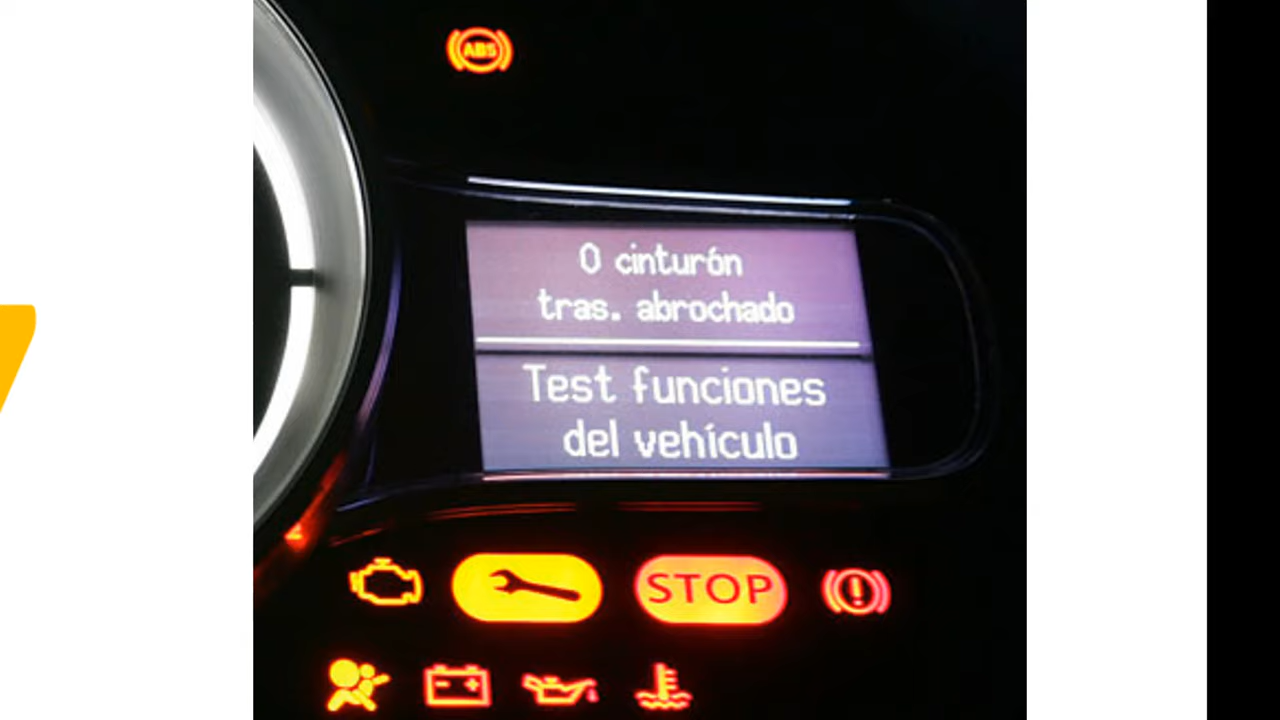 ABS
0 cinturón
tras. abrochado
Test funciones
del vehículo
STOP